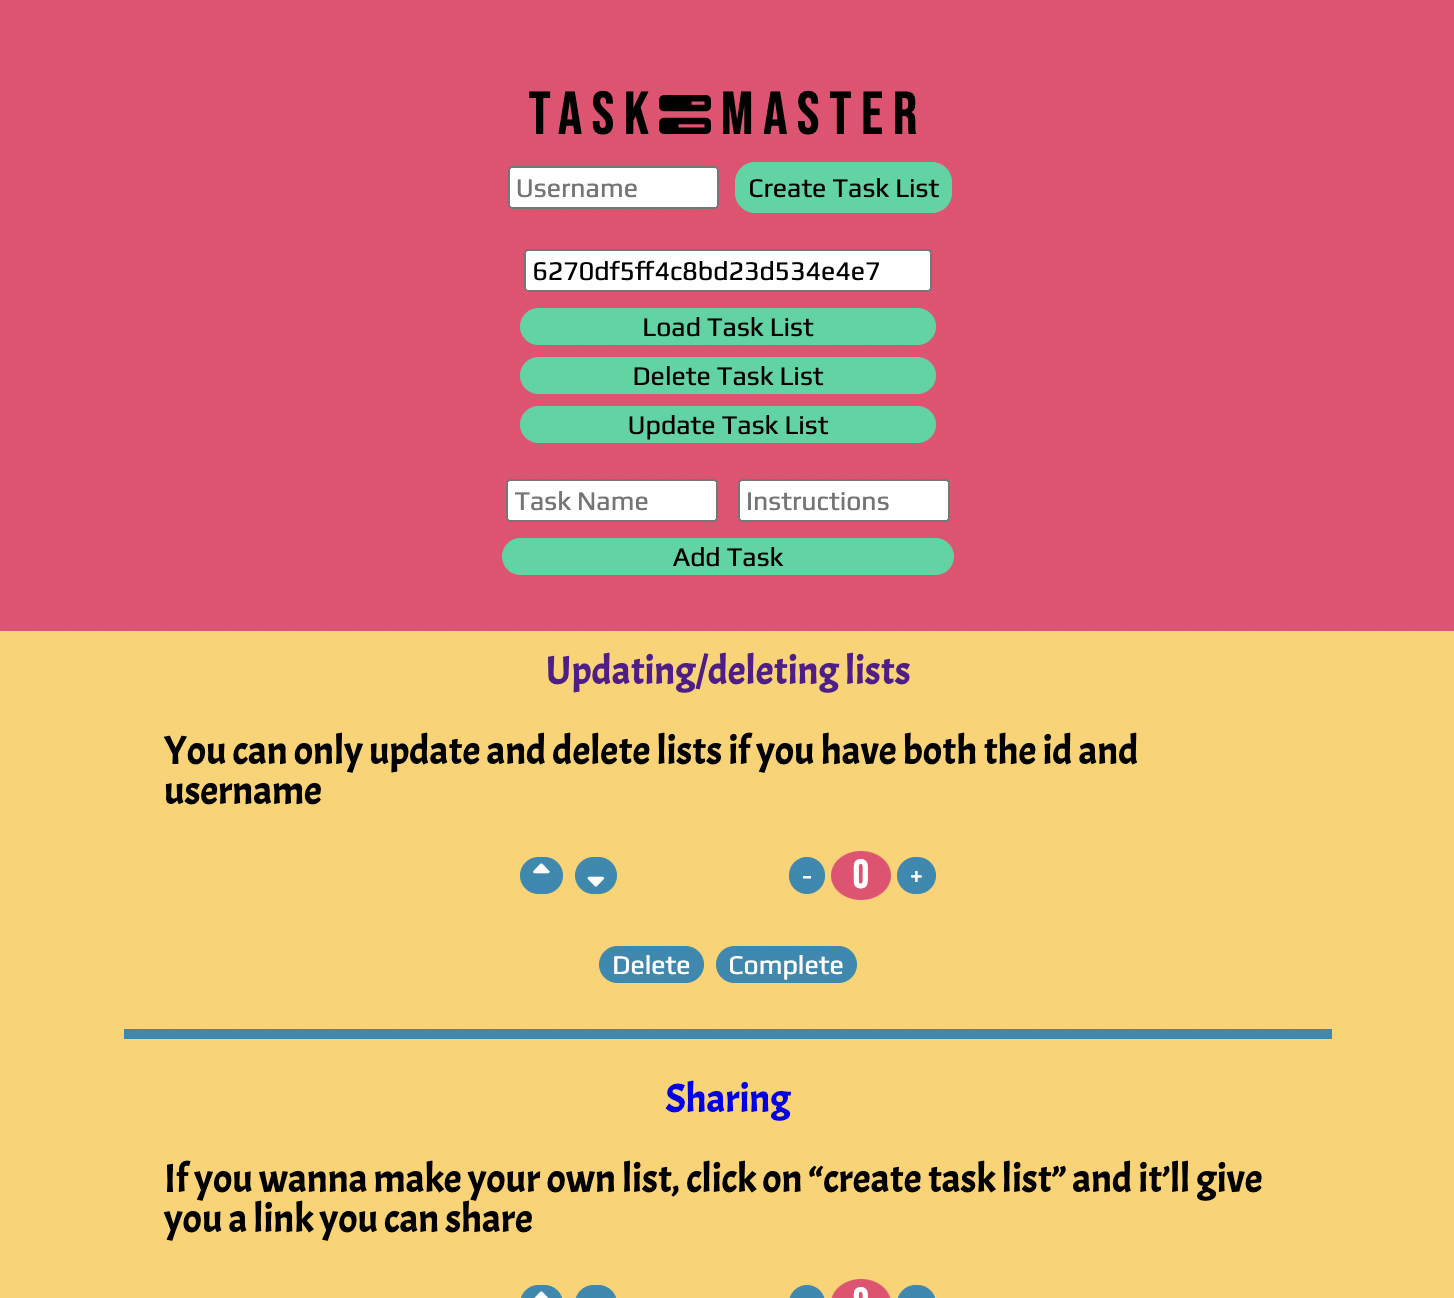 TASK MASTER
Username Create Task List
6270df5ff4c8bd23d534e4e7
Load Task List
Delete Task List
Update Task List
Task Name Instructions
Add Task
Updating/deleting lists
You can only update and delete lists if you have both the id and
username
- 0 +
Delete Complete
Sharing
If you wanna make your own list, click on “create task list” and it’ll give
you a link you can share